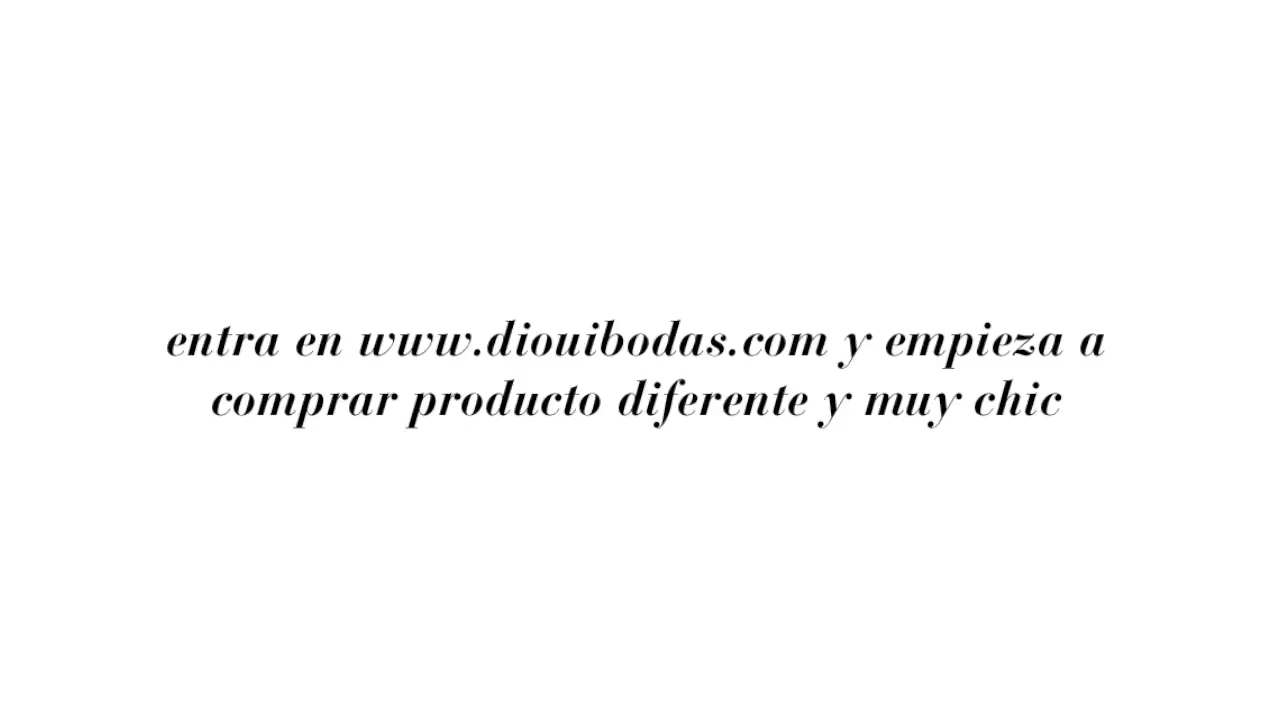 entra en www.diouibodas.com y empieza a
comprar producto diferente y muy chic